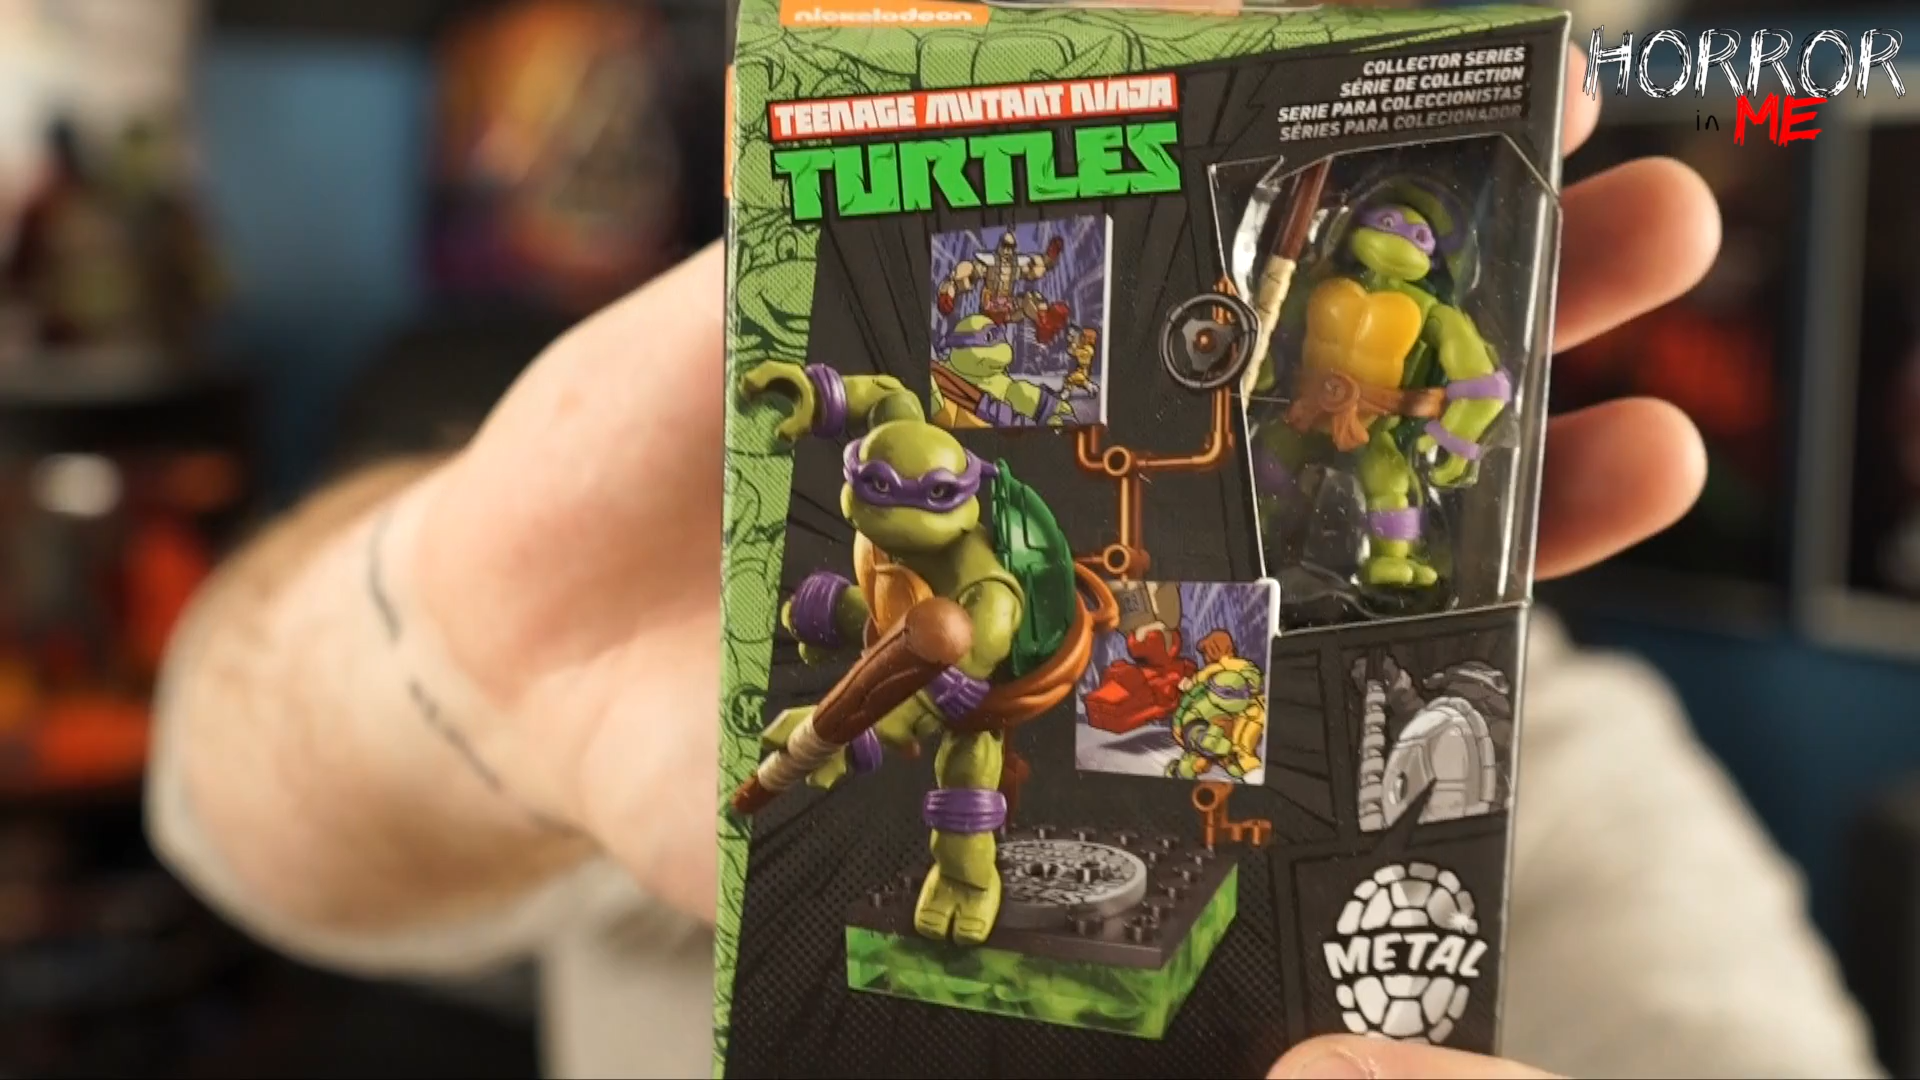 nickelodeon
TEENAGE MUTANT NINJA
TURTLES
COLLECTOR SERIES
SÉRIE DE COLLECTION
SERIE PARA COLECCIONISTAS
SÉRIES PARA COLECIONADOR
HORROR
in ME
METAL